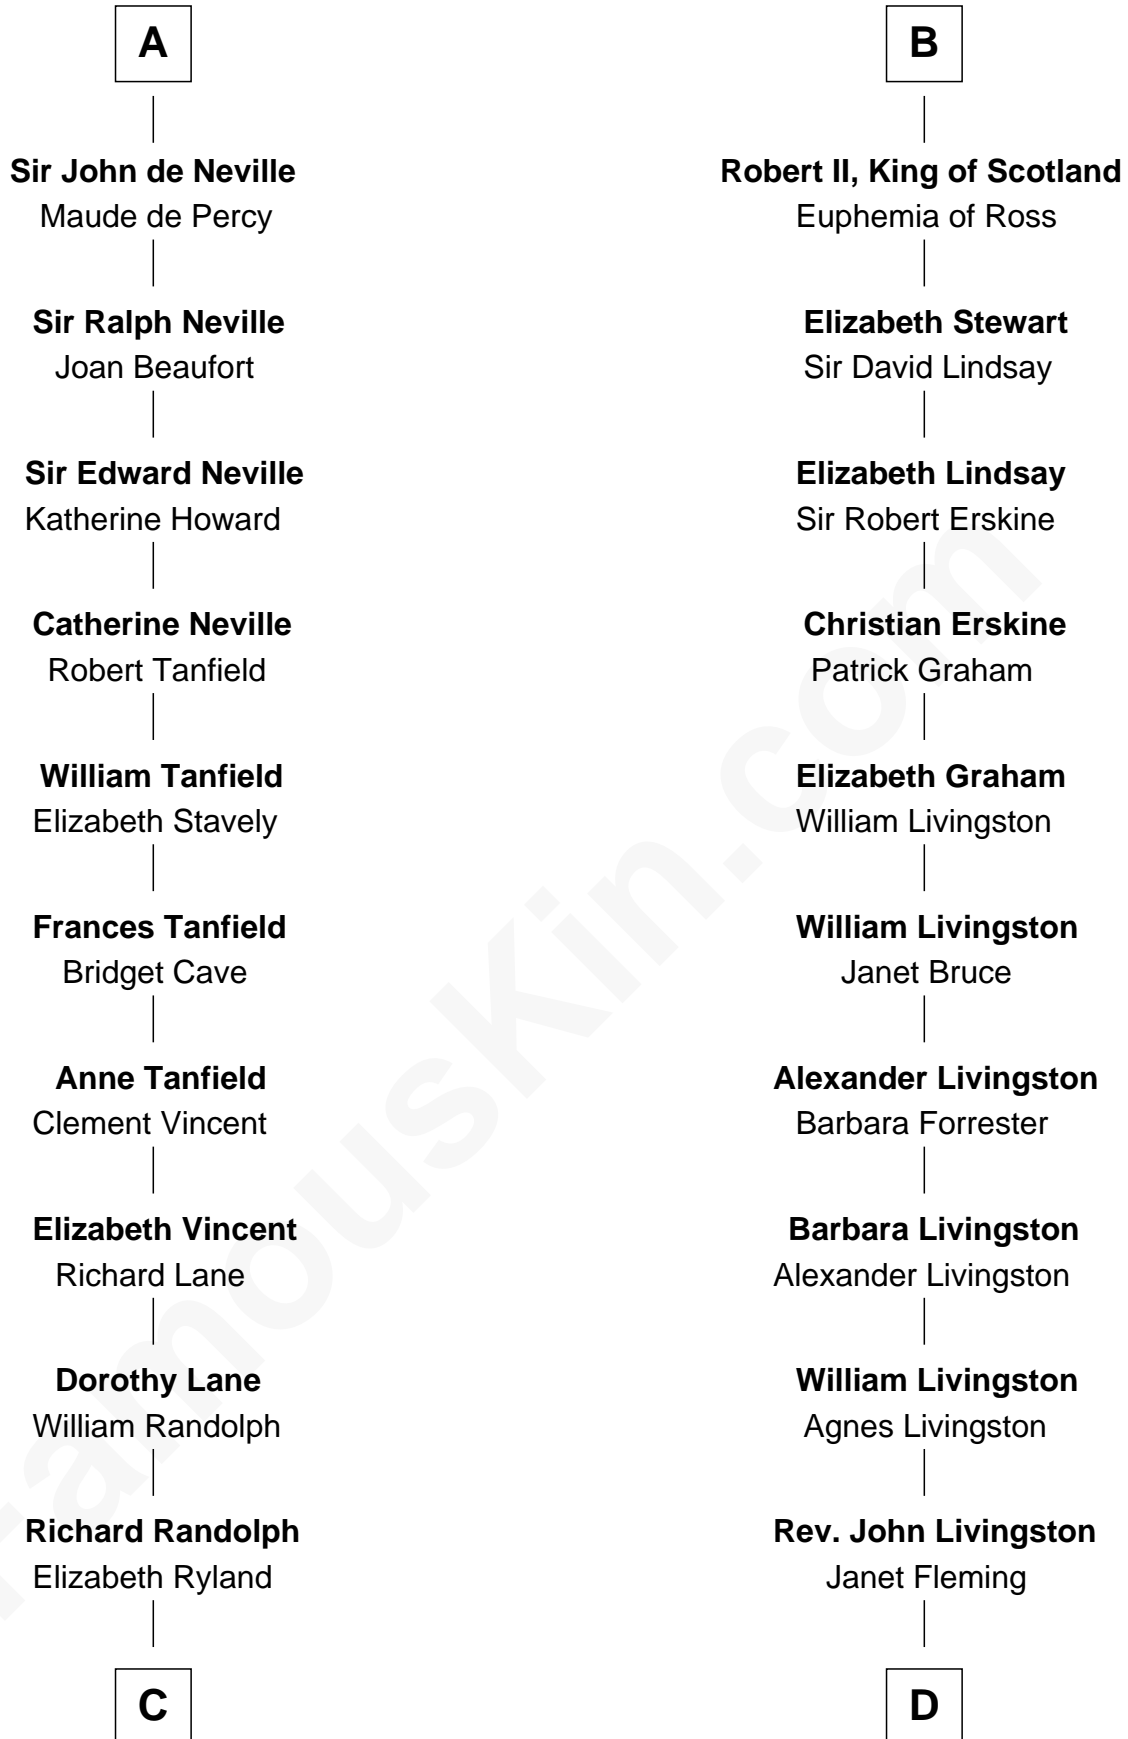 A
Sir John de Neville
Maude de Percy
Sir Ralph Neville
Joan Beaufort
Sir Edward Neville
Katherine Howard
Catherine Neville
Robert Tanfield
William Tanfield
Elizabeth Stavely
Frances Tanfield
Bridget Cave
Anne Tanfield
Clement Vincent
Elizabeth Vincent
Richard Lane
Dorothy Lane
William Randolph
Richard Randolph
Elizabeth Ryland
C
B
Robert II, King of Scotland
Euphemia of Ross
Elizabeth Stewart
Sir David Lindsay
Elizabeth Lindsay
Sir Robert Erskine
Christian Erskine
Patrick Graham
Elizabeth Graham
William Livingston
William Livingston
Janet Bruce
Alexander Livingston
Barbara Forrester
Barbara Livingston
Alexander Livingston
William Livingston
Agnes Livingston
Rev. John Livingston
Janet Fleming
D
FamousKin.com